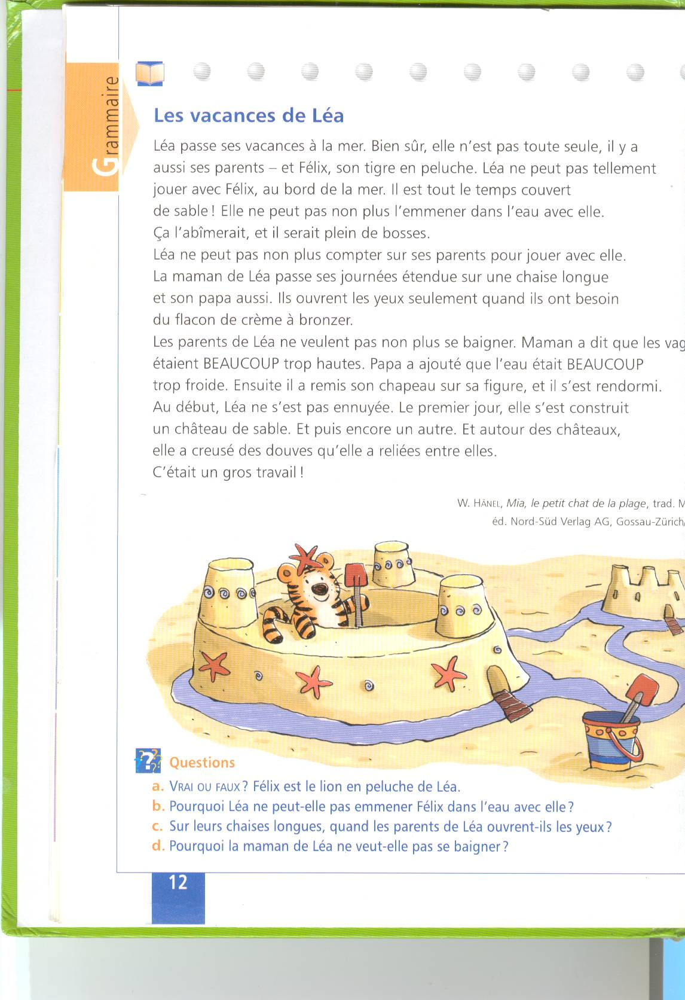 Grammaire
Les vacances de Léa
Léa passe ses vacances à la mer. Bien sûr, elle n'est pas toute seule, il y a
aussi ses parents – et Félix, son tigre en peluche. Léa ne peut pas tellement
jouer avec Félix, au bord de la mer. Il est tout le temps couvert
de sable ! Elle ne peut pas non plus l'emmener dans l'eau avec elle.
Ça l'abîmerait, et il serait plein de bosses.
Léa ne peut pas non plus compter sur ses parents pour jouer avec elle.
La maman de Léa passe ses journées étendue sur une chaise longue
et son papa aussi. Ils ouvrent les yeux seulement quand ils ont besoin
du flacon de crème à bronzer.
Les parents de Léa ne veulent pas non plus se baigner. Maman a dit que les
étaient BEAUCOUP trop hautes. Papa a ajouté que l'eau était BEAUCOUP
trop froide. Ensuite il a remis son chapeau sur sa figure, et il s'est rendormi.
Au début, Léa ne s'est pas ennuyée. Le premier jour, elle s'est construit
un château de sable. Et puis encore un autre. Et autour des châteaux,
elle a creusé des douves qu'elle a reliées entre elles.
C'était un gros travail !
W. HÄNEL, Mia, le petit chat de la plage, trad.
éd. Nord-Süd Verlag AG, Gossau-Zürich
??? Questions
a. VRAI OU FAUX ? Félix est le lion en peluche de Léa.
b. Pourquoi Léa ne peut-elle pas emmener Félix dans l'eau avec elle ?
c. Sur leurs chaises longues, quand les parents de Léa ouvrent-ils les yeux ?
d. Pourquoi la maman de Léa ne veut-elle pas se baigner ?
12